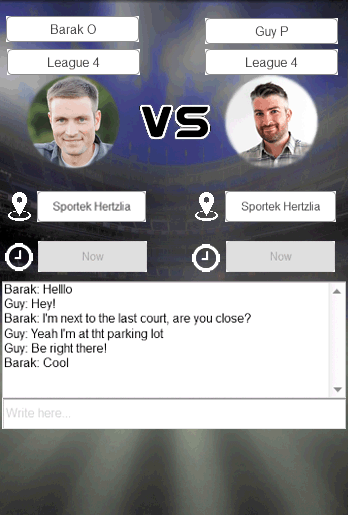 Barak O
Guy P
League 4
League 4
VS
Sportek Hertzlia
Sportek Hertzlia
Now
Now
Barak: Helllo
Guy: Hey!
Barak: I'm next to the last court, are you close?
Guy: Yeah I'm at tht parking lot
Guy: Be right there!
Barak: Cool
Write here...